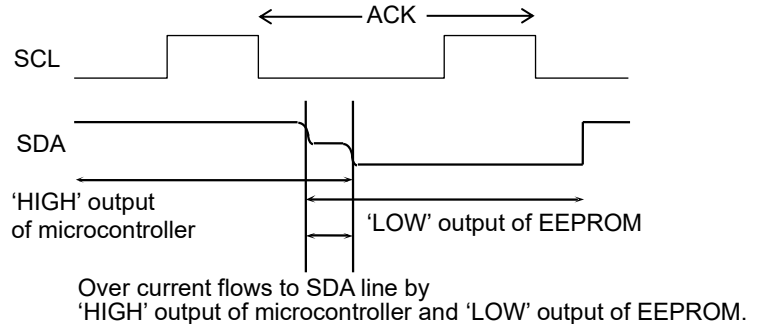 ACK
SCL
SDA
‘HIGH’ output
of microcontroller
‘LOW’ output of EEPROM
Over current flows to SDA line by
‘HIGH’ output of microcontroller and ‘LOW’ output of EEPROM.